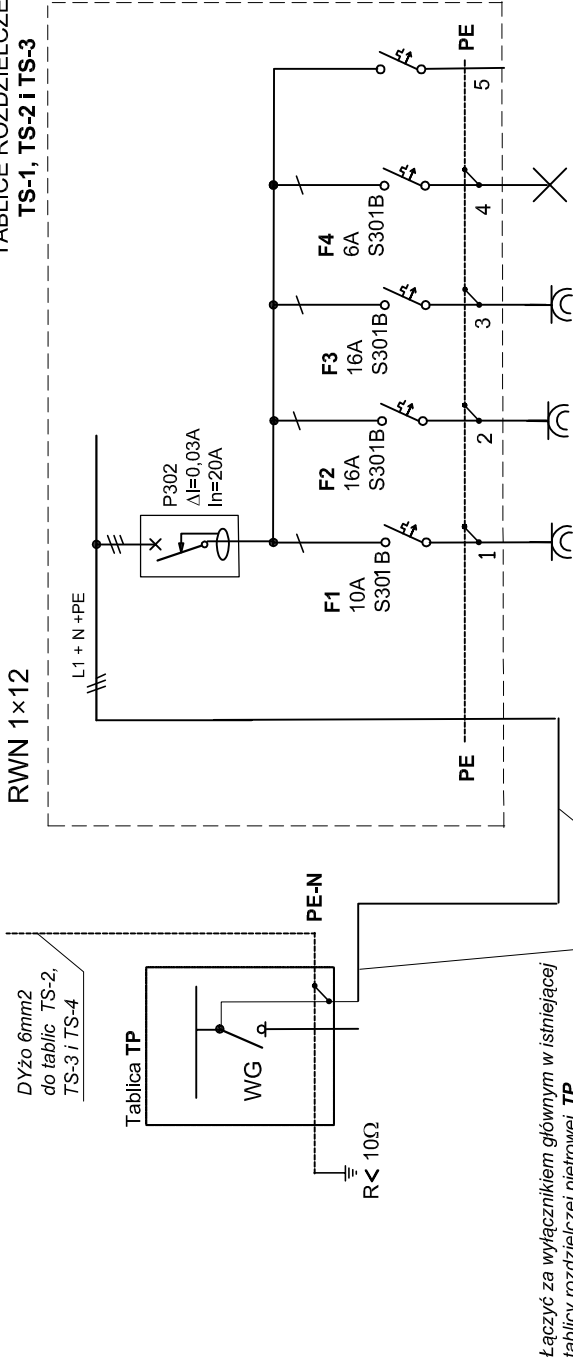 TABLICE ROZDZIELCZE
TS-1, TS-2 i TS-3
RWN 1×12
L1 + N +PE
P302
ΔI=0,03A
In=20A
F1
10A
S301 B
F2
16A
S301B
F3
16A
S301B
F4
6A
S301B
PE
1
2
3
4
5
PE
DYżo 6mm2
do tablic TS-2,
TS-3 i TS-4
Tablica TP
WG
PE-N
R< 10Ω
Łączyć za wyłącznikiem głównym w istniejącej
tablicy rozdzielczej piętrowej TP